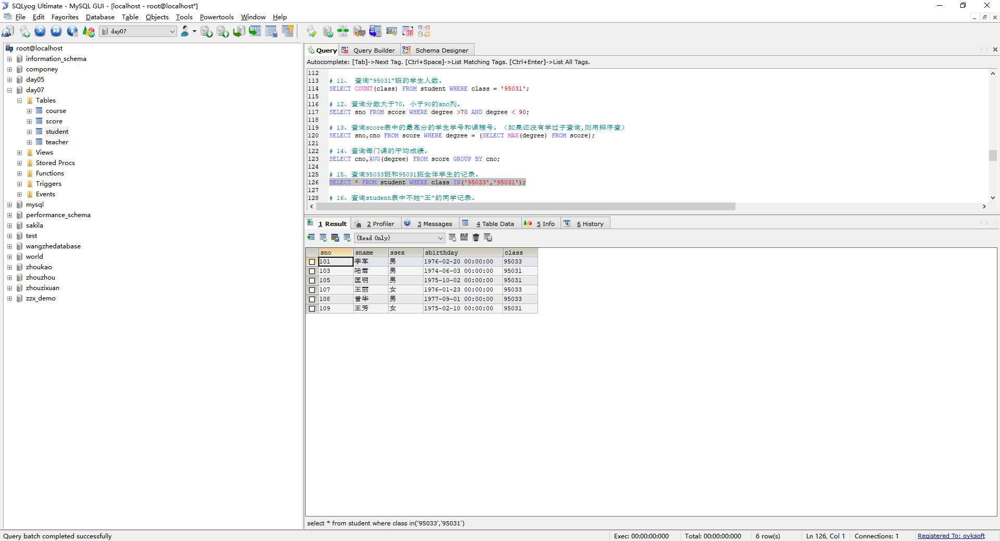 SQLyog Ultimate - MySQL GUI - [localhost - root@localhost*]
File Edit Favorites Database Table Objects Tools Powertools Window Help
day07
root@localhost
information_schema
componey
day05
day07
Tables
course
score
student
teacher
Views
Stored Procs
Functions
Triggers
Events
mysql
performance_schema
sakila
test
wangzhedatabase
world
zhoukao
zhouzhou
zhouzixuan
zzx_demo
Query Query Builder Schema Designer
Autocomplete: [Tab]->Next Tag. [Ctrl+Space]->List Matching Tags. [Ctrl+Enter]->List All Tags.
112
113 # 11、 查询“95031”班的学生人数。
114 SELECT COUNT(class) FROM student WHERE class = '95031';
115
116 # 12、查询分数大于70，小于90的sno列。
117 SELECT sno FROM score WHERE degree >70 AND degree < 90;
118
119 # 13、查询score表中的最高分的学生学号和课程号。（如果还没有学过子查询,则用排序查）
120 SELECT sno,cno FROM score WHERE degree = (SELECT MAX(degree) FROM score);
121
122 # 14、查询每门课的平均成绩。
123 SELECT cno,AVG(degree) FROM score GROUP BY cno;
124
125 # 15、查询95033班和95031班全体学生的记录。
126 SELECT * FROM student WHERE class IN('95033','95031');
127
128 # 16、查询student表中不姓“王”的同学记录。
1 Result 2 Profiler 3 Messages 4 Table Data 5 Info 6 History
(Read Only)
sno sname ssex sbirthday class
101 李军 男 1976-02-20 00:00:00 95033
103 陆君 男 1974-06-03 00:00:00 95031
105 匡明 男 1975-10-02 00:00:00 95031
107 王丽 女 1976-01-23 00:00:00 95033
108 曾华 男 1977-09-01 00:00:00 95033
109 王芳 女 1975-02-10 00:00:00 95031
select * from student where class in('95033','95031')
Query batch completed successfully Exec: 00:00:00:000 Total: 00:00:00:000 6 row(s) Ln 126, Col 1 Connections: 1 Registered To: oyksoft